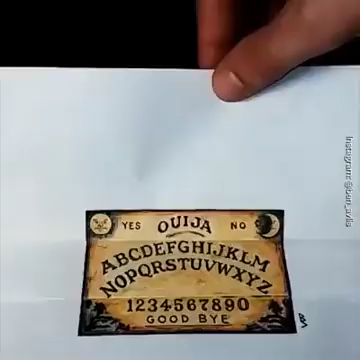 OUIJA
YES NO
ABCDEFGHIJKLM
NOPQRSTUVWXYZ
1234567890
GOOD BYE